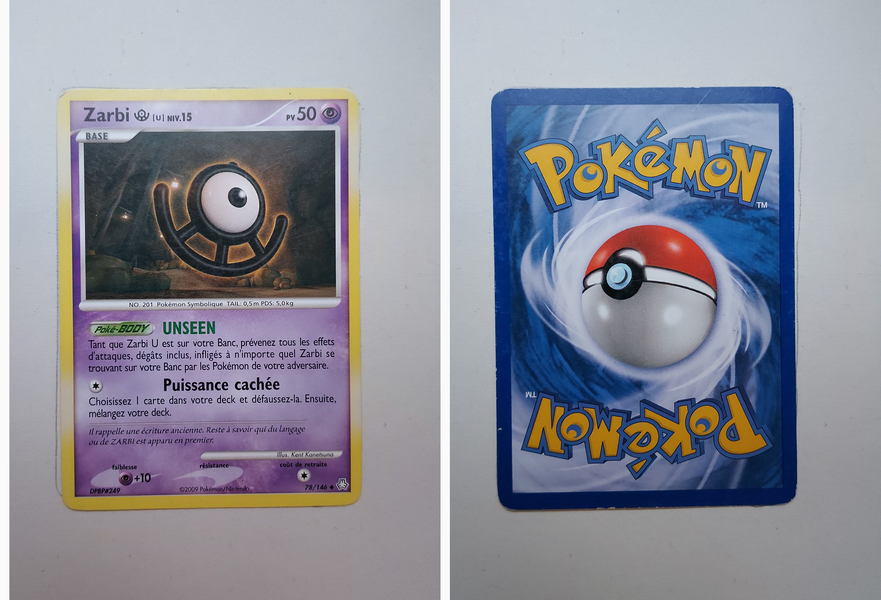 Zarbi [U] NIV.15 PV 50
BASE
NO. 201 Pokémon Symbolique TAIL: 0,5m PDS: 5,0kg
Poké-BODY UNSEEN
Tant que Zarbi U est sur votre Banc, prévenez tous les effets
d'attaques, dégâts inclus, infligés à n'importe quel Zarbi se
trouvant sur votre Banc par les Pokémon de votre adversaire.
Puissance cachée
Choisissez 1 carte dans votre deck et défaussez-la. Ensuite,
mélangez votre deck.
Il rappelle une écriture ancienne. Reste à savoir qui du langage
ou de ZARBI est apparu en premier.
Illus. Kent Kanetsuna
faiblesse résistance coût de retraite
+10
DPBP#249 ©2009 Pokémon/Nintendo 78/146
POKéMON
TM
TM
POKéMON